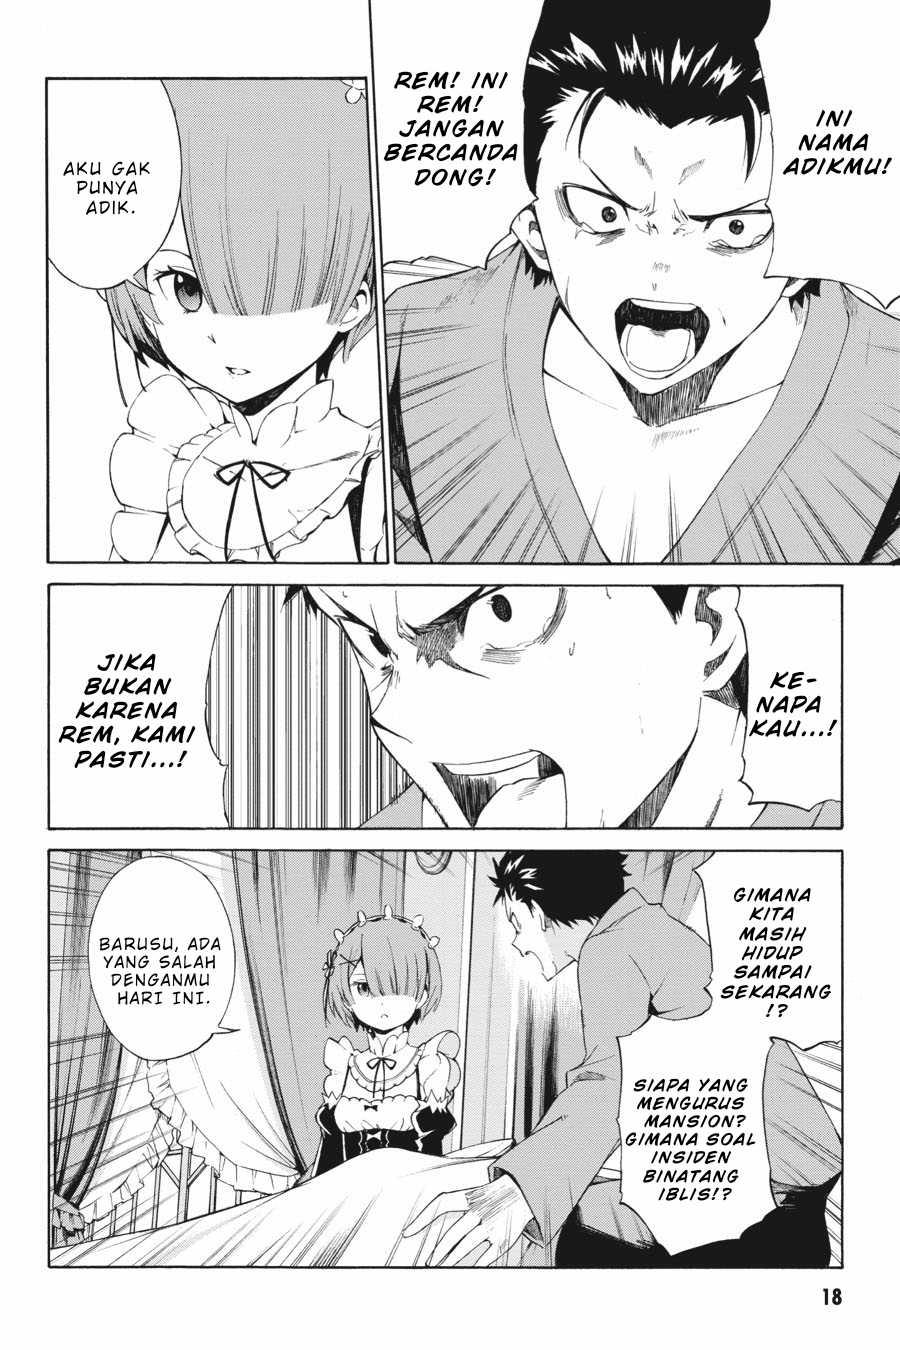 INI
NAMA
ADIKMU!
REM! INI
REM!
JANGAN
BERCANDA
DONG!
AKU GAK
PUNYA
ADIK.
KE-
NAPA
KAU...!
JIKA
BUKAN
KARENA
REM, KAMI
PASTI...!
GIMANA
KITA
MASIH
HIDUP
SAMPAI
SEKARANG
!?
SIAPA YANG
MENGURUS
MANSION?
GIMANA SOAL
INSIDEN
BINATANG
IBLIS!?
BARUSU, ADA
YANG SALAH
DENGANMU
HARI INI.
18